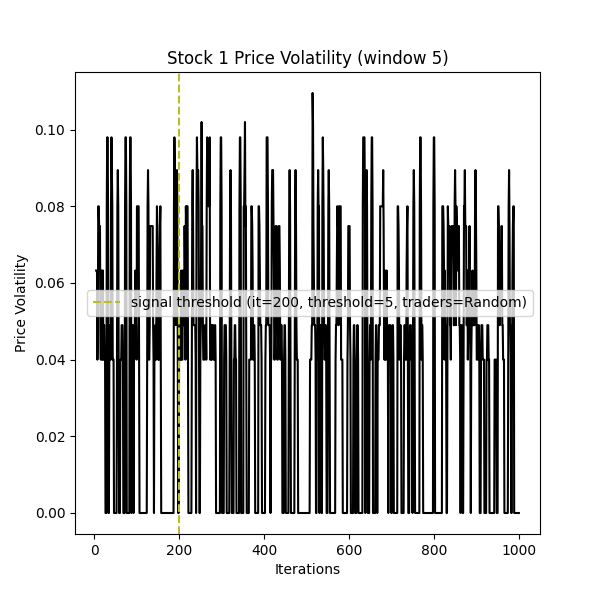 Stock 1 Price Volatility (window 5)
Price Volatility
0.10
0.08
0.06
0.04
0.02
0.00
signal threshold (it=200, threshold=5, traders=Random)
0 200 400 600 800 1000
Iterations